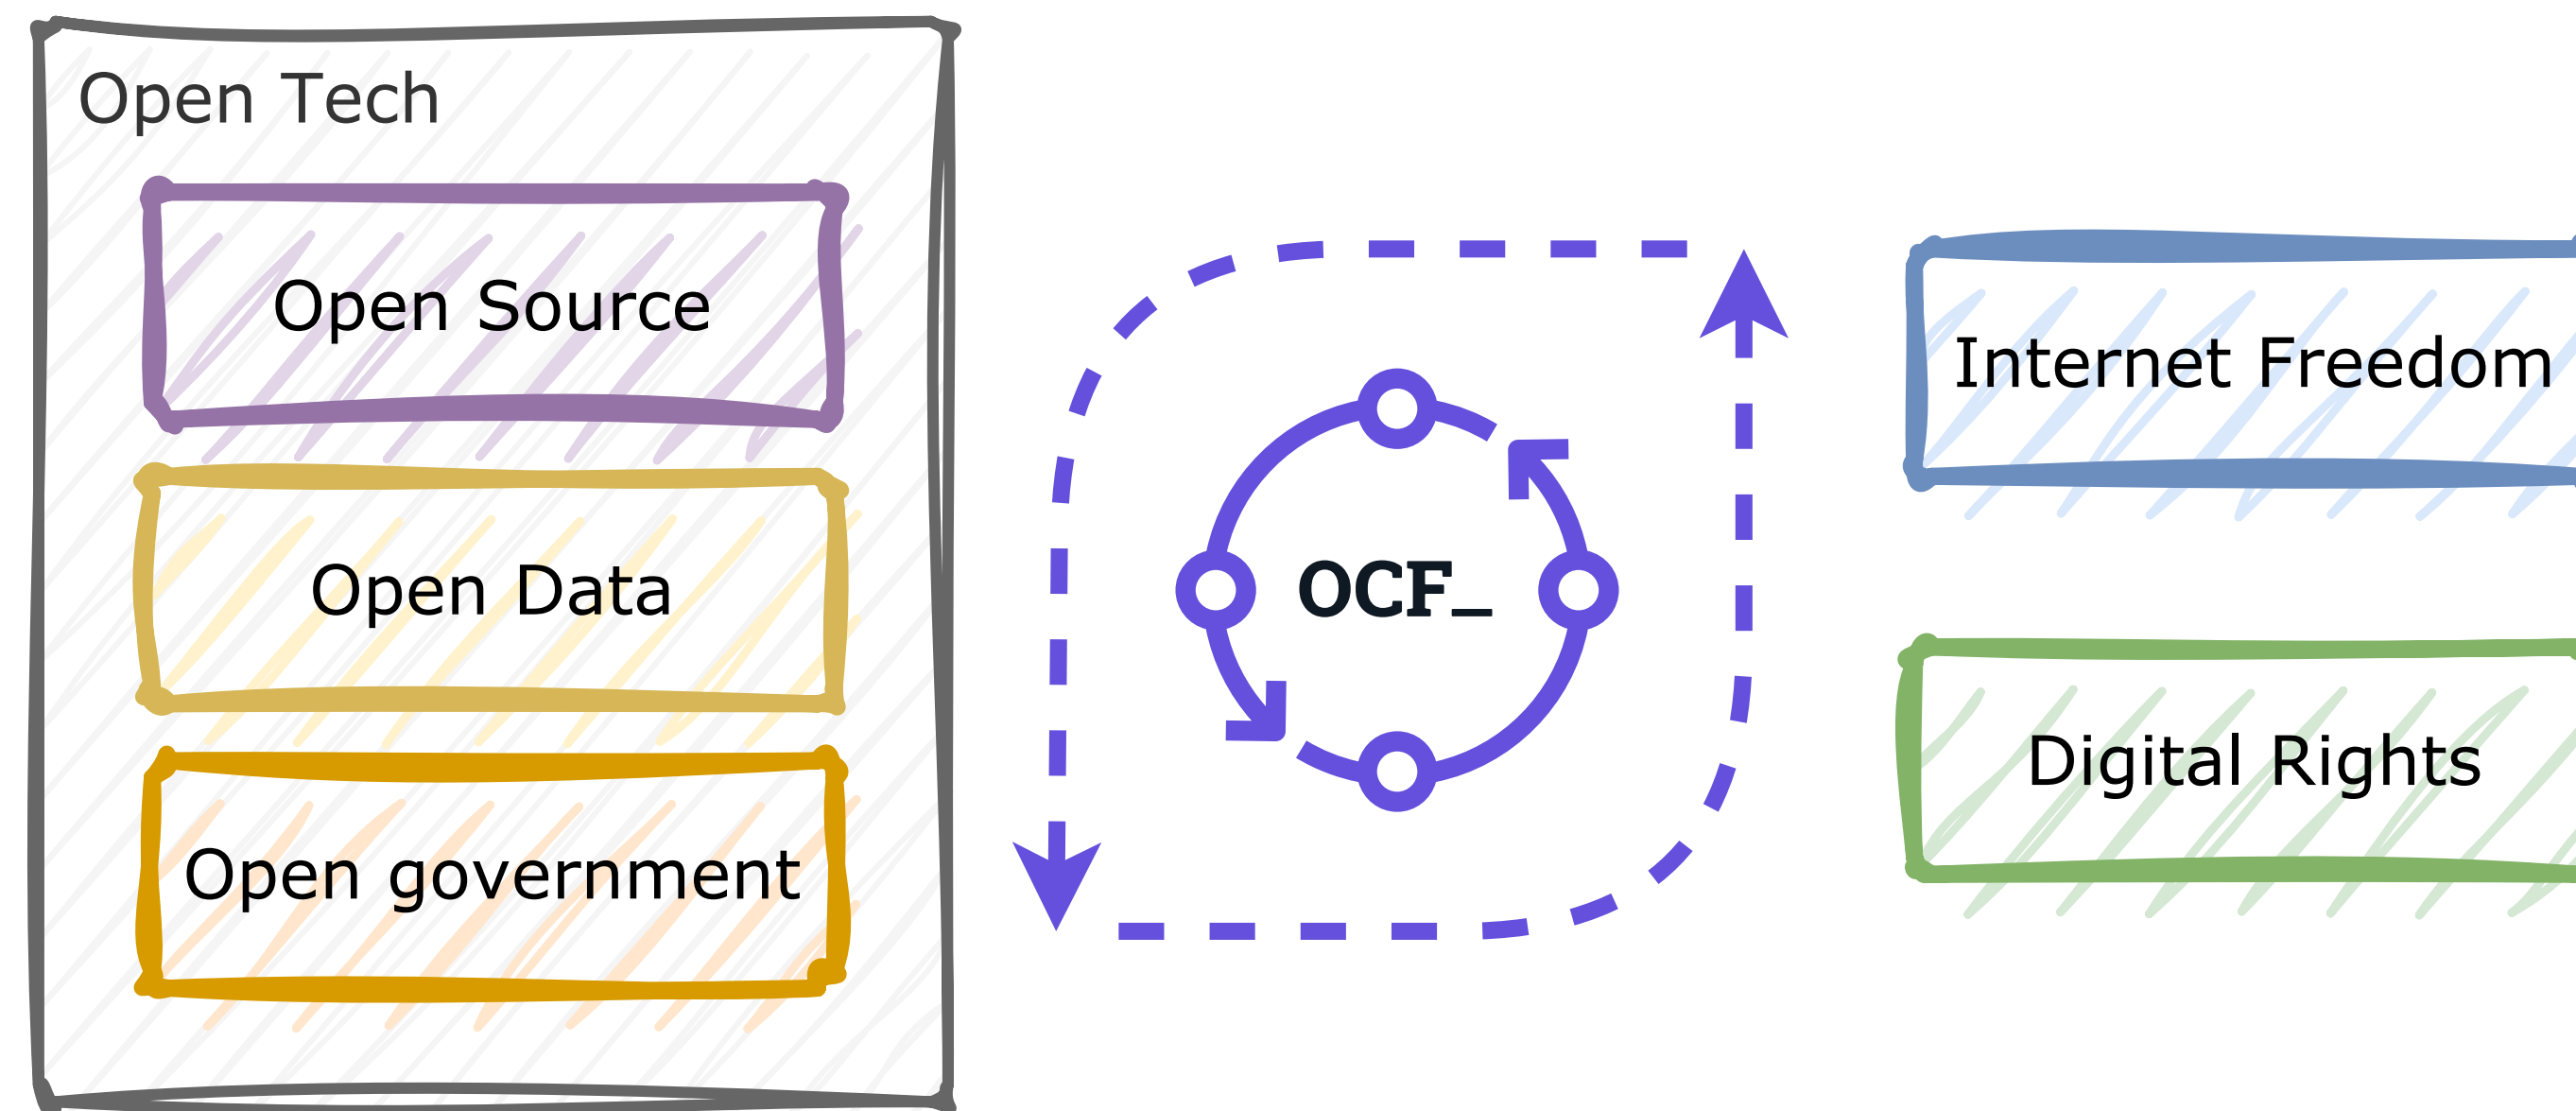 Open Tech
Open Source
Open Data
Open government
OCF_
Internet Freedom
Digital Rights